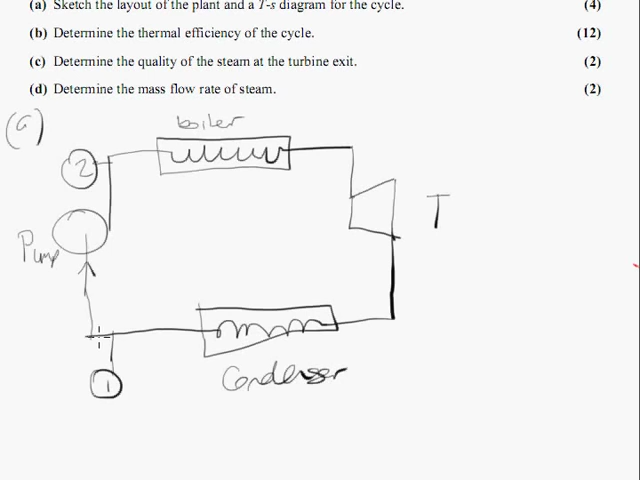 (a) Sketch the layout of the plant and a T-s diagram for the cycle. (4)
(b) Determine the thermal efficiency of the cycle. (12)
(c) Determine the quality of the steam at the turbine exit. (2)
(d) Determine the mass flow rate of steam. (2)
(a)
boiler
2
T
Pump
1
Condenser